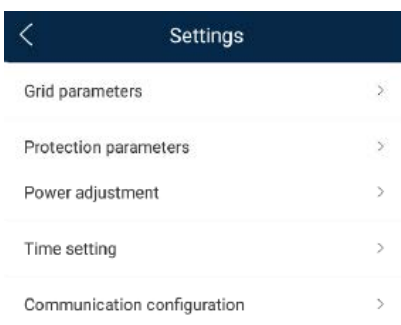 Settings
Grid parameters
Protection parameters
Power adjustment
Time setting
Communication configuration